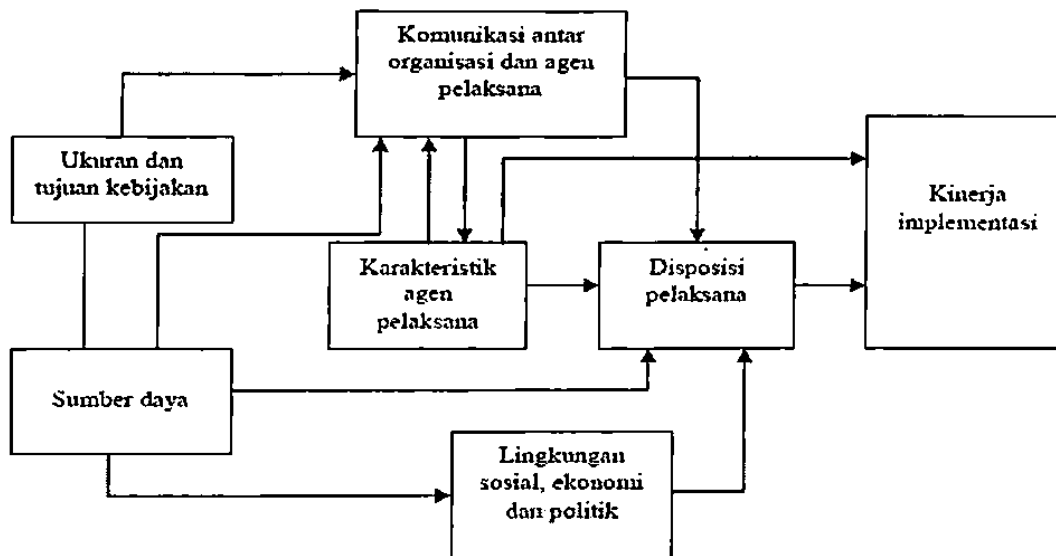 Komunikasi antar
organisasi dan agen
pelaksana
Ukuran dan
tujuan kebijakan
Kinerja
implementasi
Karakteristik
agen
pelaksana
Disposisi
pelaksana
Sumber daya
Lingkungan
sosial, ekonomi
dan politik